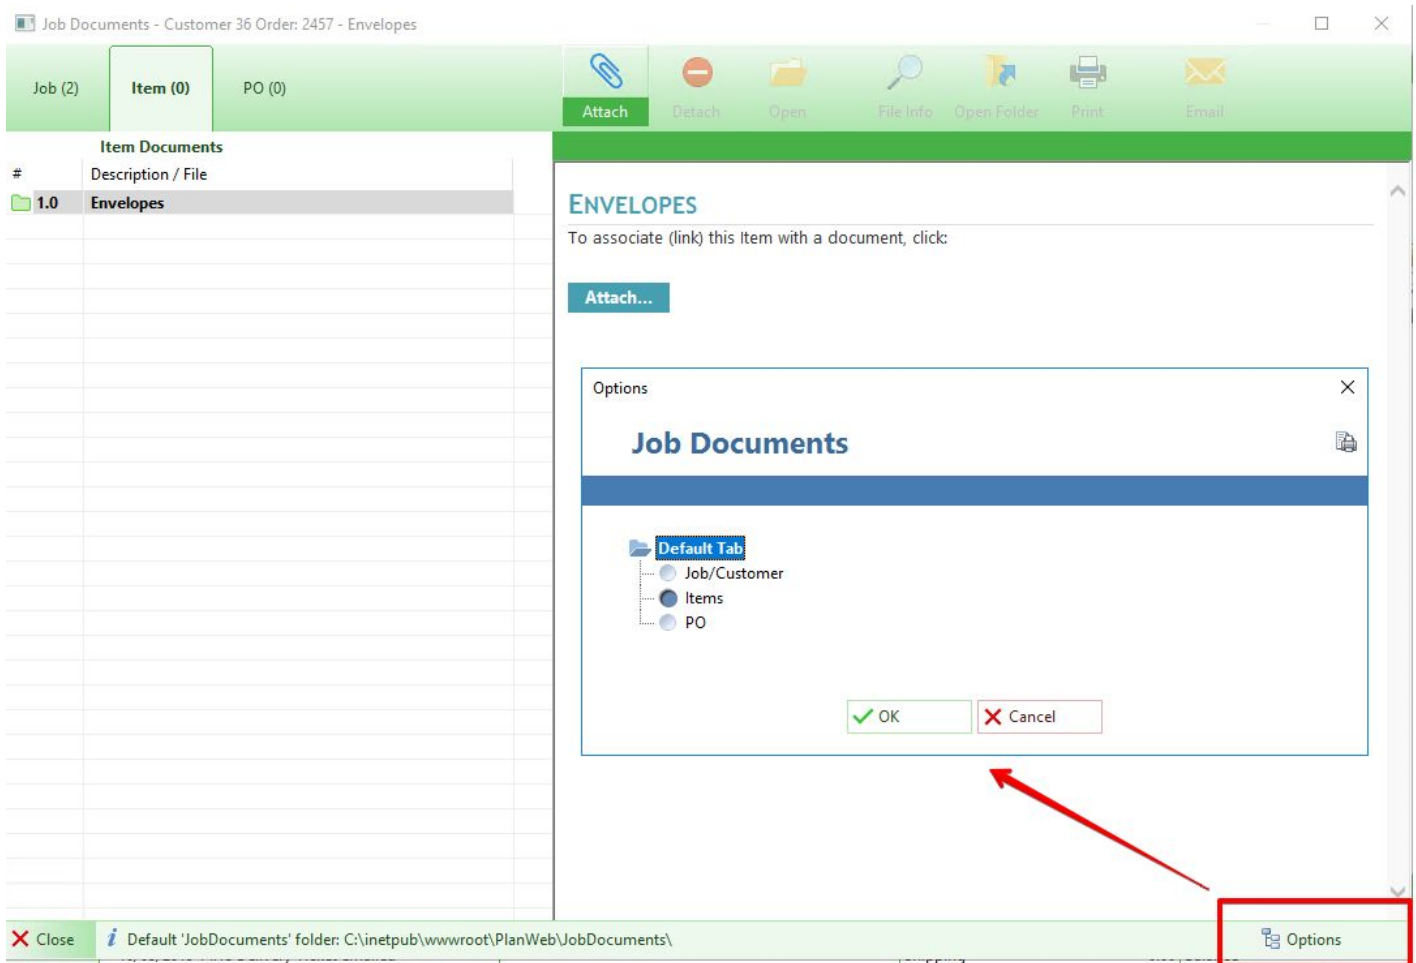 Job Documents - Customer 36 Order: 2457 - Envelopes
Job (2)
Item (0)
PO (0)
Attach
Detach
Open
File Info
Open Folder
Print
Email
Item Documents
# Description / File
1.0 Envelopes
ENVELOPES
To associate (link) this Item with a document, click:
Attach...
Options
Job Documents
Default Tab
Job/Customer
Items
PO
OK
Cancel
Close
i Default 'JobDocuments' folder: C:\inetpub\wwwroot\PlanWeb\JobDocuments\
Options